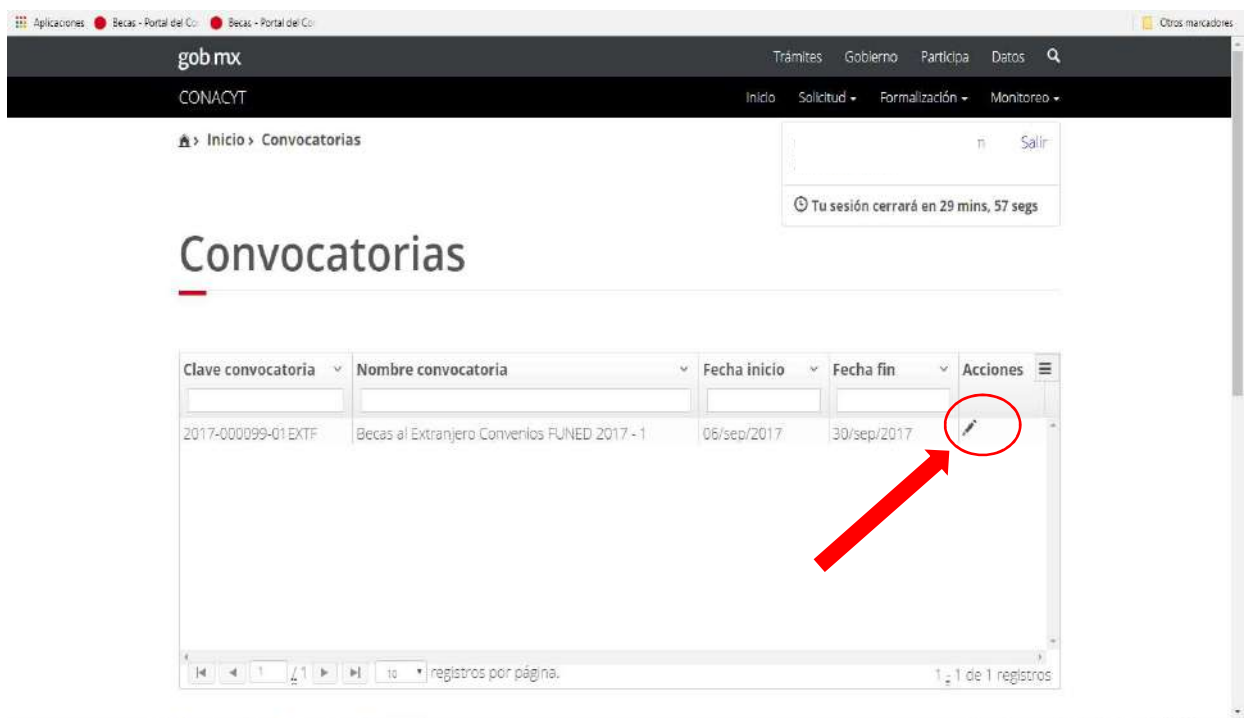 Aplicaciones Becas - Portal del Co Becas - Portal del Co Otros marcadores
gob mx Trámites Gobierno Participa Datos
CONACYT Inicio Solicitud Formalización Monitoreo
> Inicio > Convocatorias
n Salir
Tu sesión cerrará en 29 mins, 57 segs
Convocatorias
Clave convocatoria Nombre convocatoria Fecha inicio Fecha fin Acciones
2017-000099-01EXTF Becas al Extranjero Convenios FUNED 2017 - 1 06/sep/2017 30/sep/2017
1 / 1 10 registros por página. 1 - 1 de 1 registros